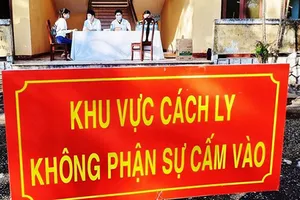 KHU VỰC CÁCH LY
KHÔNG PHẬN SỰ CẤM VÀO